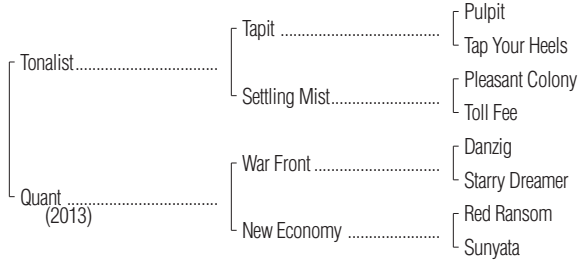 Pulpit
Tapit ..........................................
Tap Your Heels
Tonalist......................................
Pleasant Colony
Settling Mist................................
Toll Fee
Danzig
War Front .....................................
Starry Dreamer
Quant ........................................
(2013)
Red Ransom
New Economy ........................
Sunyata